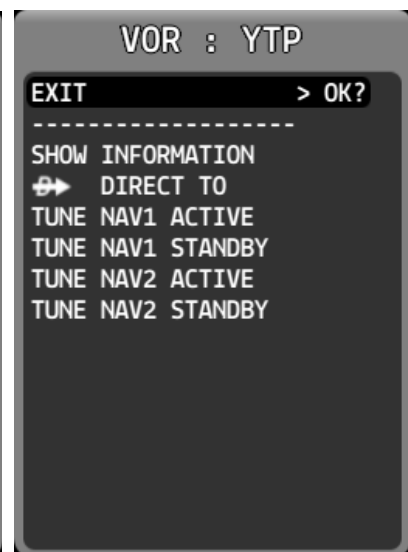 VOR : YTP
EXIT > OK?
-------------------
SHOW INFORMATION
D DIRECT TO
TUNE NAV1 ACTIVE
TUNE NAV1 STANDBY
TUNE NAV2 ACTIVE
TUNE NAV2 STANDBY